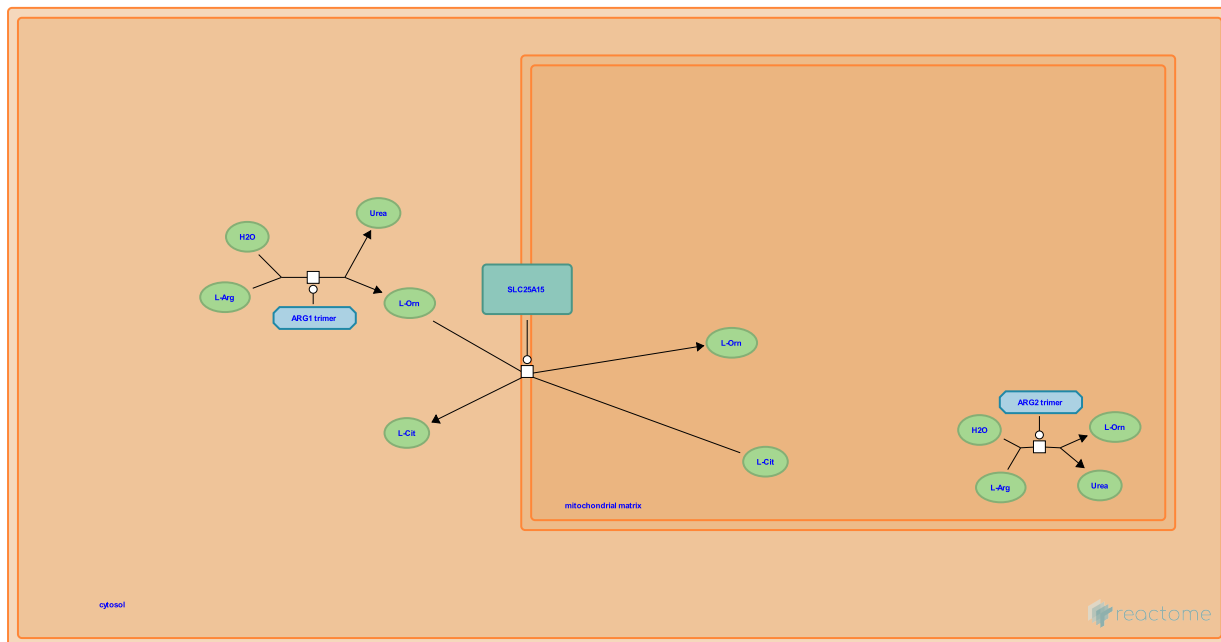 Urea
H2O
SLC25A15
L-Arg
L-Orn
ARG1 trimer
L-Orn
ARG2 trimer
L-Cit
H2O
L-Orn
L-Cit
L-Arg
Urea
mitochondrial matrix
cytosol
reactome